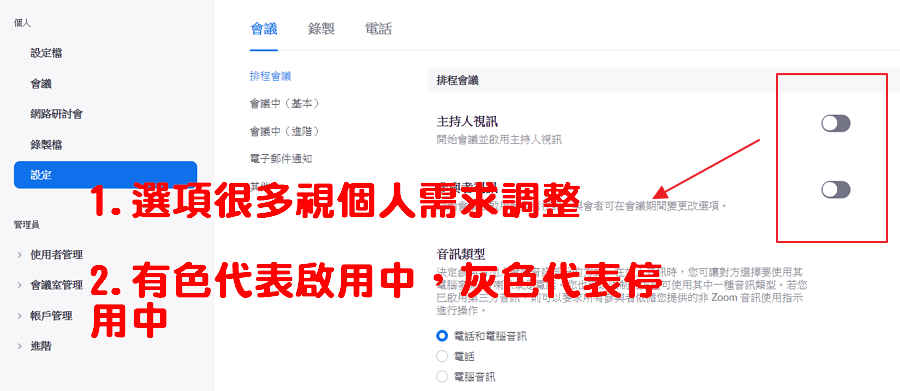 個人
設定檔
會議
網路研討會
錄製檔
設定
管理員
使用者管理
會議室管理
帳戶管理
進階
會議
錄製
電話
排程會議
會議中（基本）
會議中（進階）
電子郵件通知
其他
排程會議
主持人視訊
開始會議並啟用主持人視訊
會者可在會議期間變更改選項。
1.選項很多視個人需求調整
音訊類型
時，您可讓對方選擇要使用其
可使用其中一種音訊類型。若您
已啟用第三方音訊，則可以要求所有參與者依循您提供的非 Zoom 音訊使用指示
進行操作。
2.有色代表啟用中，灰色代表停
用中
電話和電腦音訊
電話
電腦音訊